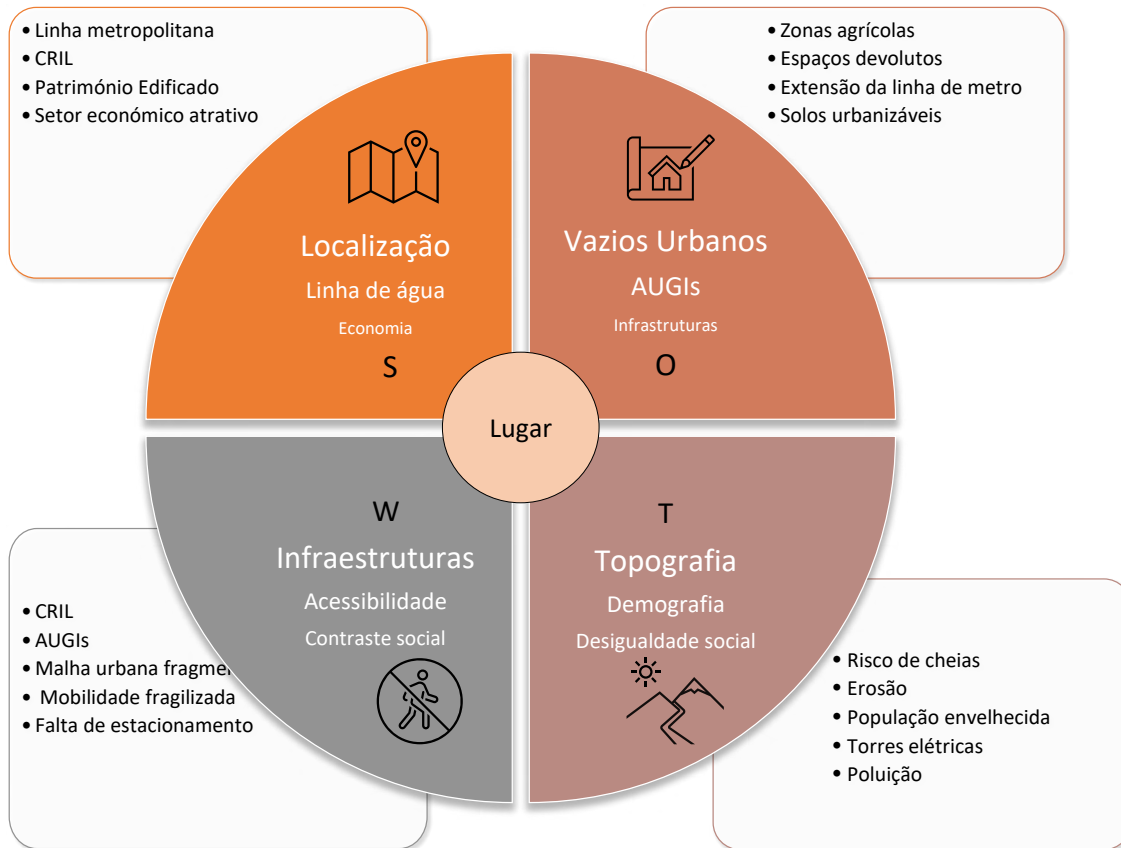 • Linha metropolitana
• CRIL
• Património Edificado
• Setor económico atrativo
• Zonas agrícolas
• Espaços devolutos
• Extensão da linha de metro
• Solos urbanizáveis
Localização
Linha de água
Economia
S
Vazios Urbanos
AUGIs
Infrastruturas
O
Lugar
W
Infraestruturas
Acessibilidade
Contraste social
T
Topografia
Demografia
Desigualdade social
• CRIL
• AUGIs
• Malha urbana
• Mobilidade fragilizada
• Falta de estacionamento
• Risco de cheias
• Erosão
• População envelhecida
• Torres elétricas
• Poluição